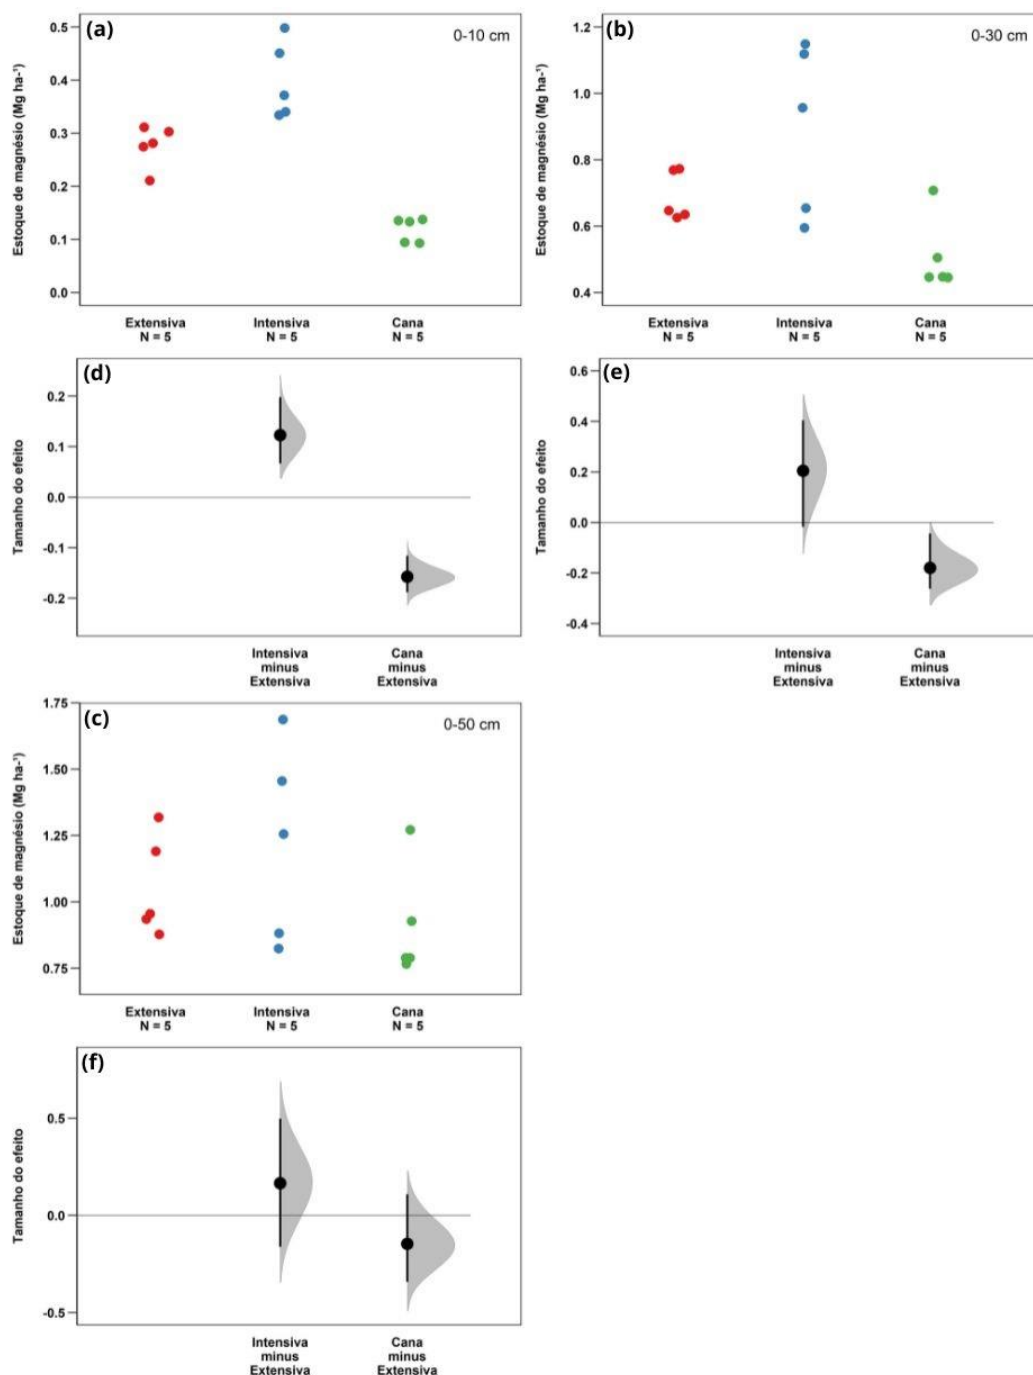 (a)
0-10 cm
Estoque de magnésio (Mg ha-¹)
0.5
0.4
0.3
0.2
0.1
0.0
Extensiva
N = 5
Intensiva
N = 5
Cana
N = 5
(b)
0-30 cm
Estoque de magnésio (Mg ha-¹)
1.2
1.0
0.8
0.6
0.4
Extensiva
N = 5
Intensiva
N = 5
Cana
N = 5
(d)
Tamanho do efeito
0.2
0.1
0.0
-0.1
-0.2
Intensiva
minus
Extensiva
Cana
minus
Extensiva
(e)
Tamanho do efeito
0.6
0.4
0.2
0.0
-0.2
-0.4
Intensiva
minus
Extensiva
Cana
minus
Extensiva
(c)
0-50 cm
Estoque de magnésio (Mg ha-¹)
1.75
1.50
1.25
1.00
0.75
Extensiva
N = 5
Intensiva
N = 5
Cana
N = 5
(f)
Tamanho do efeito
0.5
0.0
-0.5
Intensiva
minus
Extensiva
Cana
minus
Extensiva